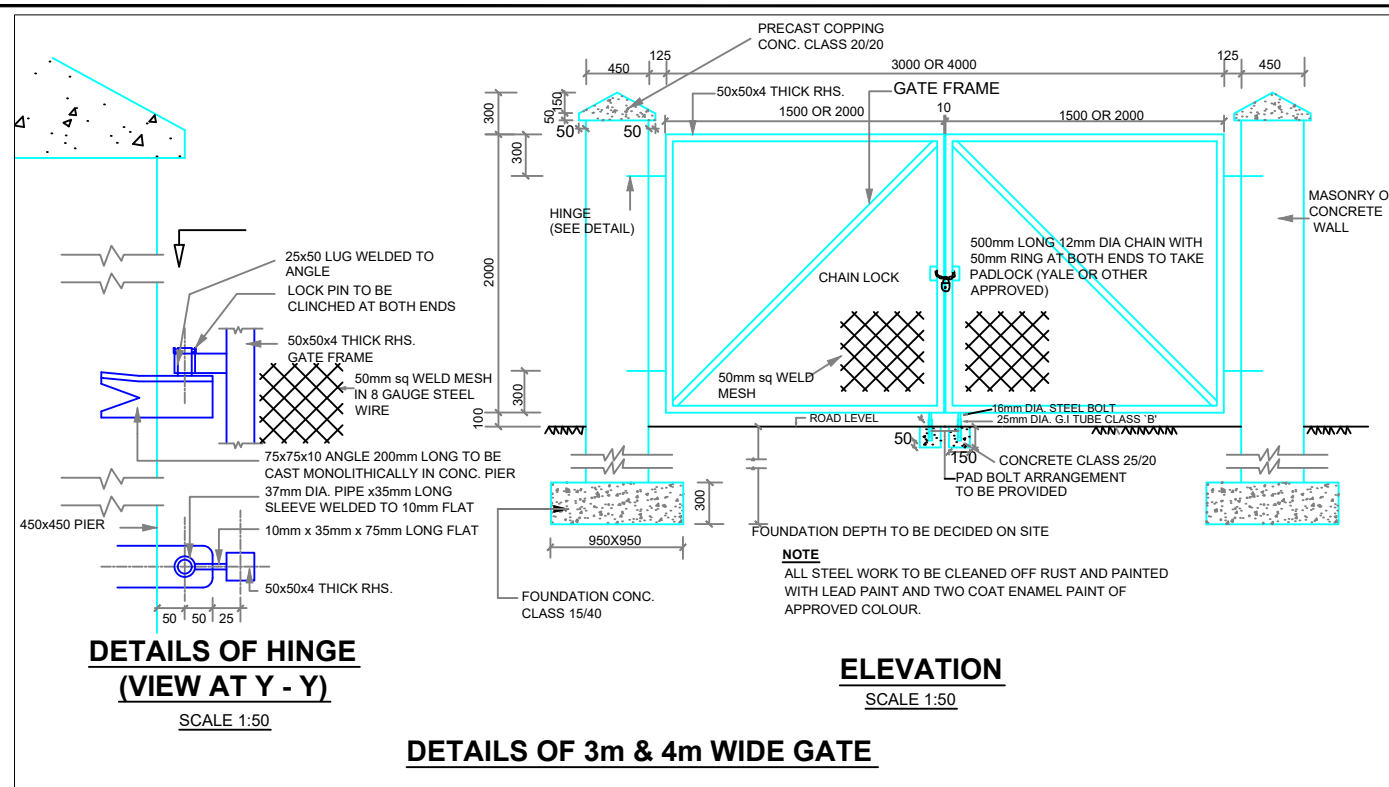 PRECAST COPPING
CONC. CLASS 20/20
125
3000 OR 4000
125
450
450
50x50x4 THICK RHS.
GATE FRAME
300
150
50
50
50
1500 OR 2000
10
1500 OR 2000
300
HINGE
(SEE DETAIL)
MASONRY O
CONCRETE
WALL
2000
CHAIN LOCK
500mm LONG 12mm DIA CHAIN WITH
50mm RING AT BOTH ENDS TO TAKE
PADLOCK (YALE OR OTHER
APPROVED)
50mm sq WELD
MESH
300
100
ROAD LEVEL
16mm DIA. STEEL BOLT
25mm DIA. G.I TUBE CLASS `B'
50
150
CONCRETE CLASS 25/20
PAD BOLT ARRANGEMENT
TO BE PROVIDED
300
950X950
FOUNDATION DEPTH TO BE DECIDED ON SITE
FOUNDATION CONC.
CLASS 15/40
NOTE
ALL STEEL WORK TO BE CLEANED OFF RUST AND PAINTED
WITH LEAD PAINT AND TWO COAT ENAMEL PAINT OF
APPROVED COLOUR.
ELEVATION
SCALE 1:50
25x50 LUG WELDED TO
ANGLE
LOCK PIN TO BE
CLINCHED AT BOTH ENDS
50x50x4 THICK RHS.
GATE FRAME
50mm sq WELD MESH
IN 8 GAUGE STEEL
WIRE
75x75x10 ANGLE 200mm LONG TO BE
CAST MONOLITHICALLY IN CONC. PIER
37mm DIA. PIPE x35mm LONG
SLEEVE WELDED TO 10mm FLAT
450x450 PIER
10mm x 35mm x 75mm LONG FLAT
50x50x4 THICK RHS.
50
50
25
DETAILS OF HINGE
(VIEW AT Y - Y)
SCALE 1:50
DETAILS OF 3m & 4m WIDE GATE